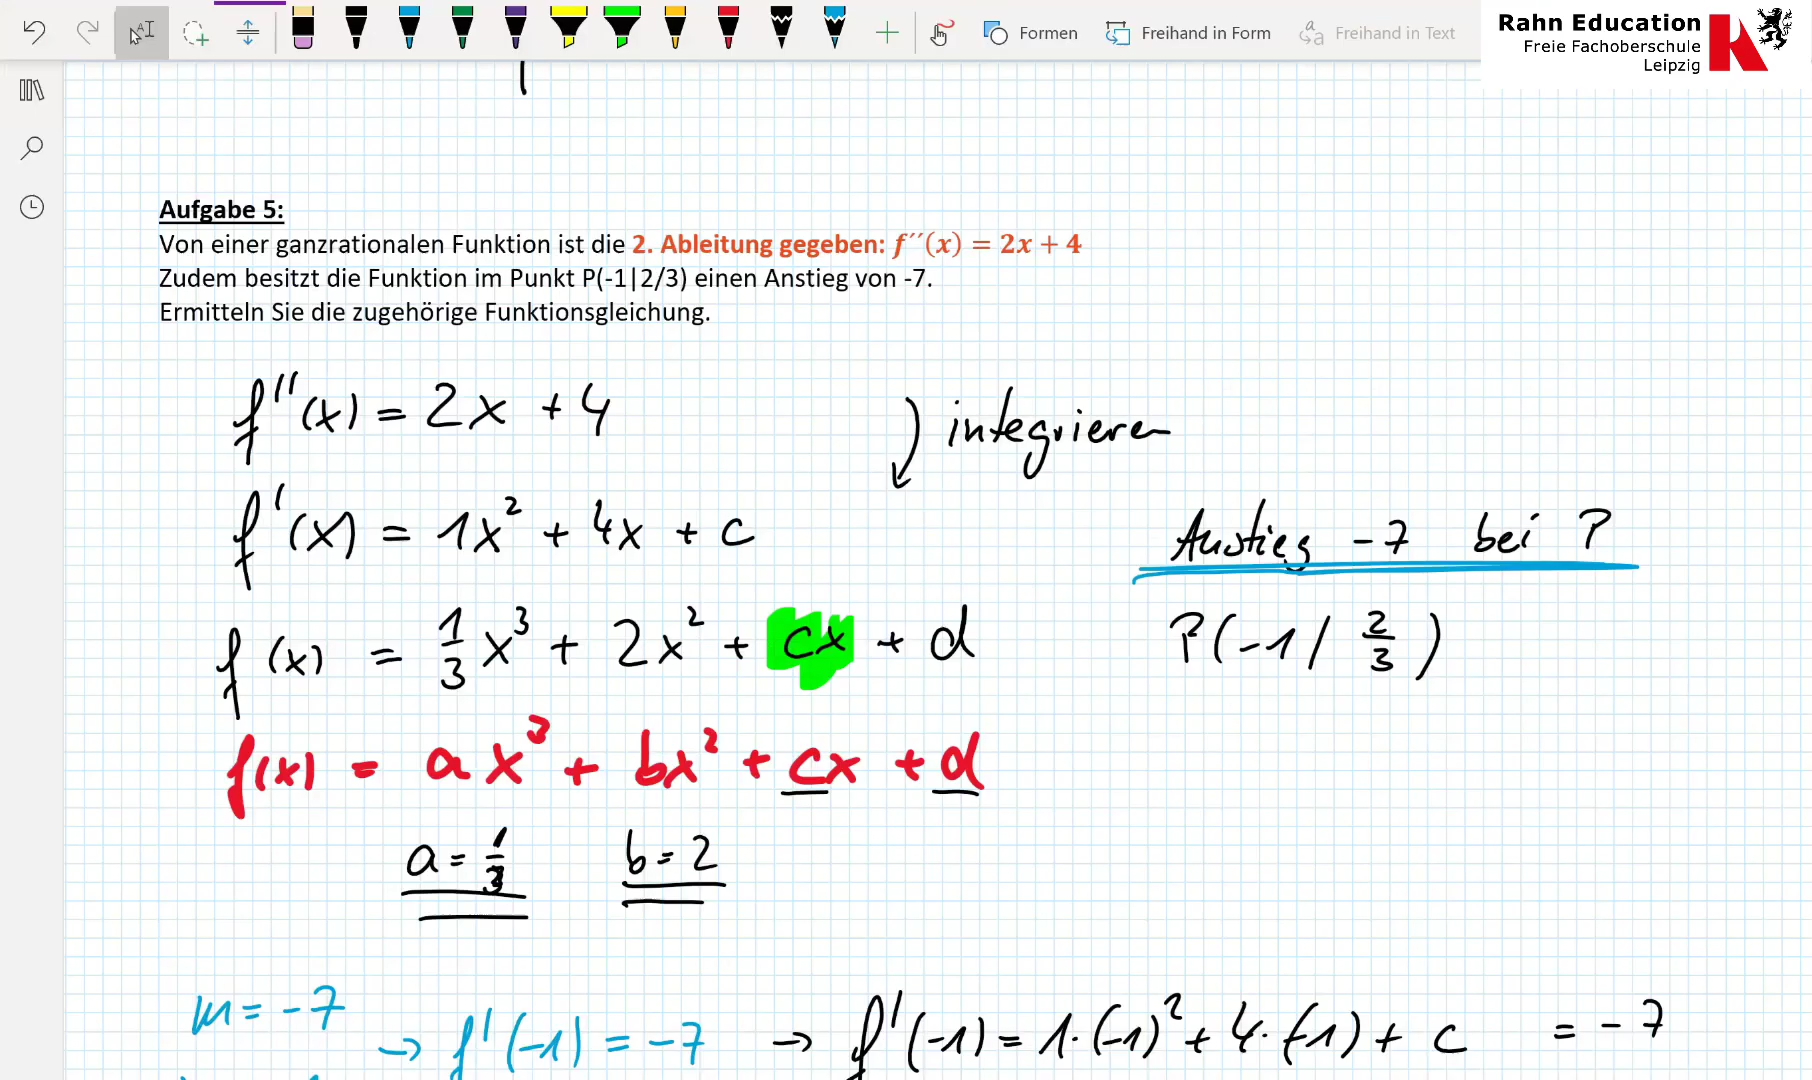 Formen Freihand in Form Freihand in Text
Rahn Education
Freie Fachoberschule
Leipzig
Aufgabe 5:
Von einer ganzrationalen Funktion ist die 2. Ableitung gegeben: f´´(x) = 2x + 4
Zudem besitzt die Funktion im Punkt P(-1|2/3) einen Anstieg von -7.
Ermitteln Sie die zugehörige Funktionsgleichung.
f''(x) = 2x + 4
integrieren
f'(x) = 1x² + 4x + c
Anstieg -7 bei P
f(x) = 1/3 x³ + 2x² + cx + d
P(-1/ 2/3)
f(x) = ax³ + bx² + cx + d
a = 1/3 b = 2
m = -7
→ f'(-1) = -7 → f'(-1) = 1·(-1)² + 4·(-1) + c = -7